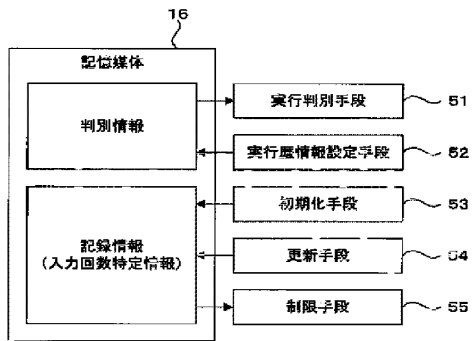 16
記憶媒体
判別情報
実行判別手段
51
実行歴情報設定手段
52
初期化手段
53
記録情報
(入力回数特定情報)
更新手段
54
制限手段
55